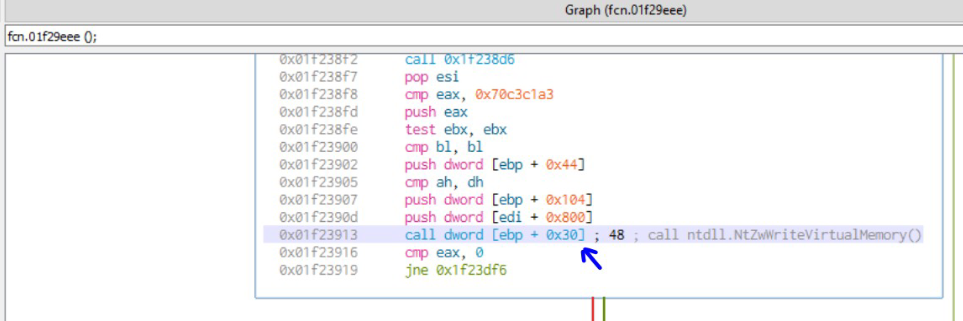 Graph (fcn.01f29eee)
fcn.01f29eee ();
0x01f238f2 call 0x1f238d6
0x01f238f7 pop esi
0x01f238f8 cmp eax, 0x70c3c1a3
0x01f238fd push eax
0x01f238fe test ebx, ebx
0x01f23900 cmp bl, bl
0x01f23902 push dword [ebp + 0x44]
0x01f23905 cmp ah, dh
0x01f23907 push dword [ebp + 0x104]
0x01f2390d push dword [edi + 0x800]
0x01f23913 call dword [ebp + 0x30] ; 48 ; call ntdll.NtZwWriteVirtualMemory()
0x01f23916 cmp eax, 0
0x01f23919 jne 0x1f23df6